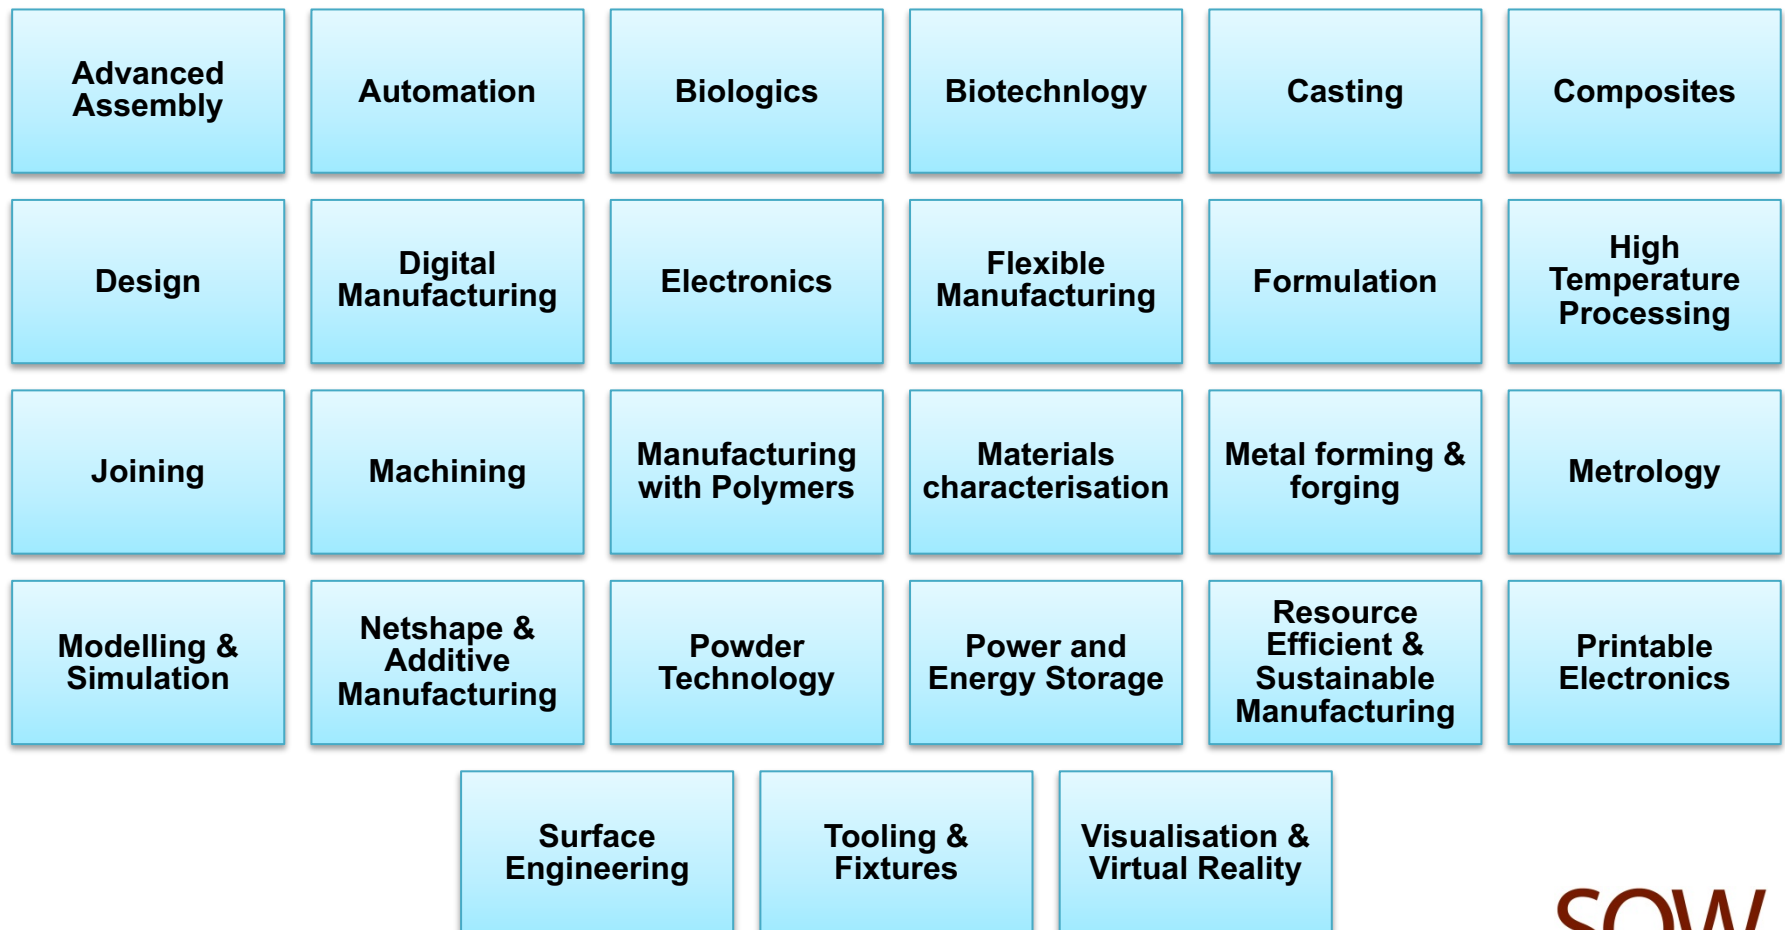 Advanced
Assembly
Automation
Biologics
Biotechnlogy
Casting
Composites
Design
Digital
Manufacturing
Electronics
Flexible
Manufacturing
Formulation
High
Temperature
Processing
Joining
Machining
Manufacturing
with Polymers
Materials
characterisation
Metal forming &
forging
Metrology
Modelling &
Simulation
Netshape &
Additive
Manufacturing
Powder
Technology
Power and
Energy Storage
Resource
Efficient &
Sustainable
Manufacturing
Printable
Electronics
Surface
Engineering
Tooling &
Fixtures
Visualisation &
Virtual Reality